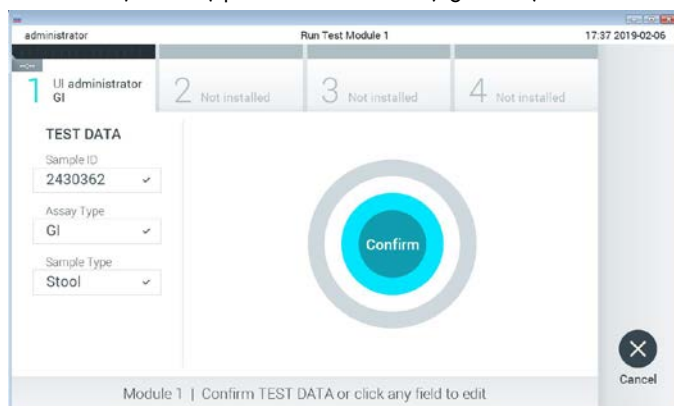 administrator Run Test Module 1 17:37 2019-02-06
1 UI administrator
GI
2 Not installed
3 Not installed
4 Not installed
TEST DATA
Sample ID
2430362
Assay Type
GI
Sample Type
Stool
Confirm
Cancel
Module 1 | Confirm TEST DATA or click any field to edit